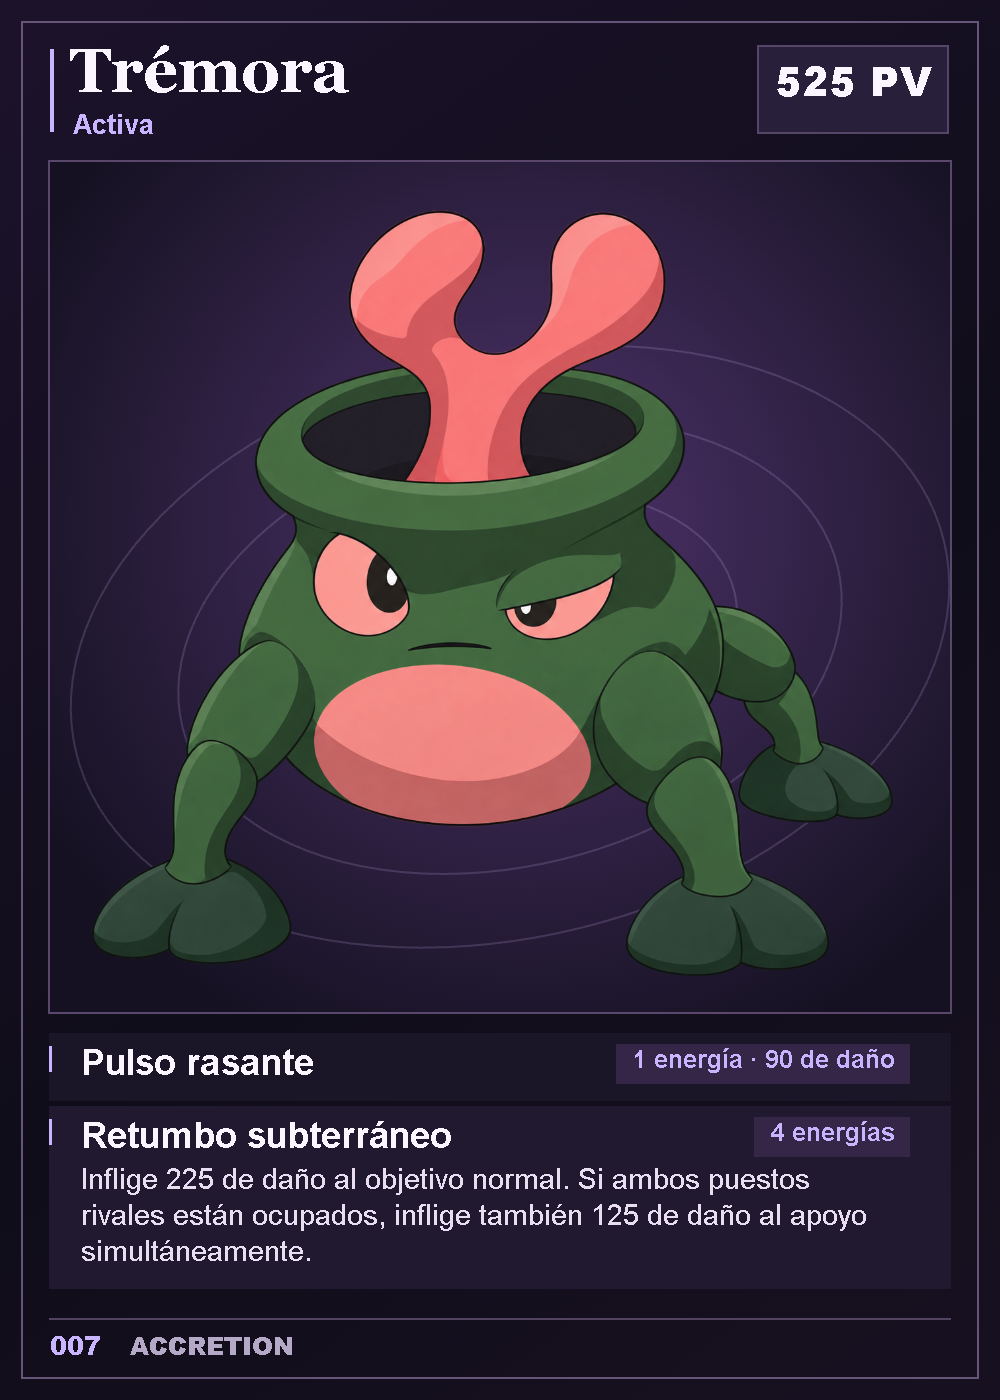 Trémora
525 PV
Activa
Pulso rasante
1 energía · 90 de daño
Retumbo subterráneo
4 energías
Inflige 225 de daño al objetivo normal. Si ambos puestos
rivales están ocupados, inflige también 125 de daño al apoyo
simultáneamente.
007 ACCRETION